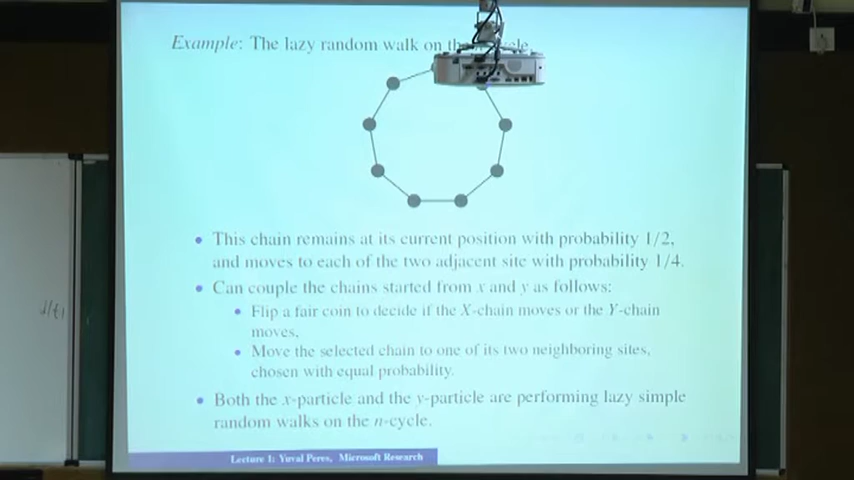 Example: The lazy random walk on the cycle.
This chain remains at its current position with probability 1/2,
and moves to each of the two adjacent site with probability 1/4.
Can couple the chains started from x and y as follows:
Flip a fair coin to decide if the X-chain moves or the Y-chain
moves,
Move the selected chain to one of its two neighboring sites,
chosen with equal probability.
Both the x-particle and the y-particle are performing lazy simple
random walks on the n-cycle.
Lecture 1: Yuval Peres, Microsoft Research